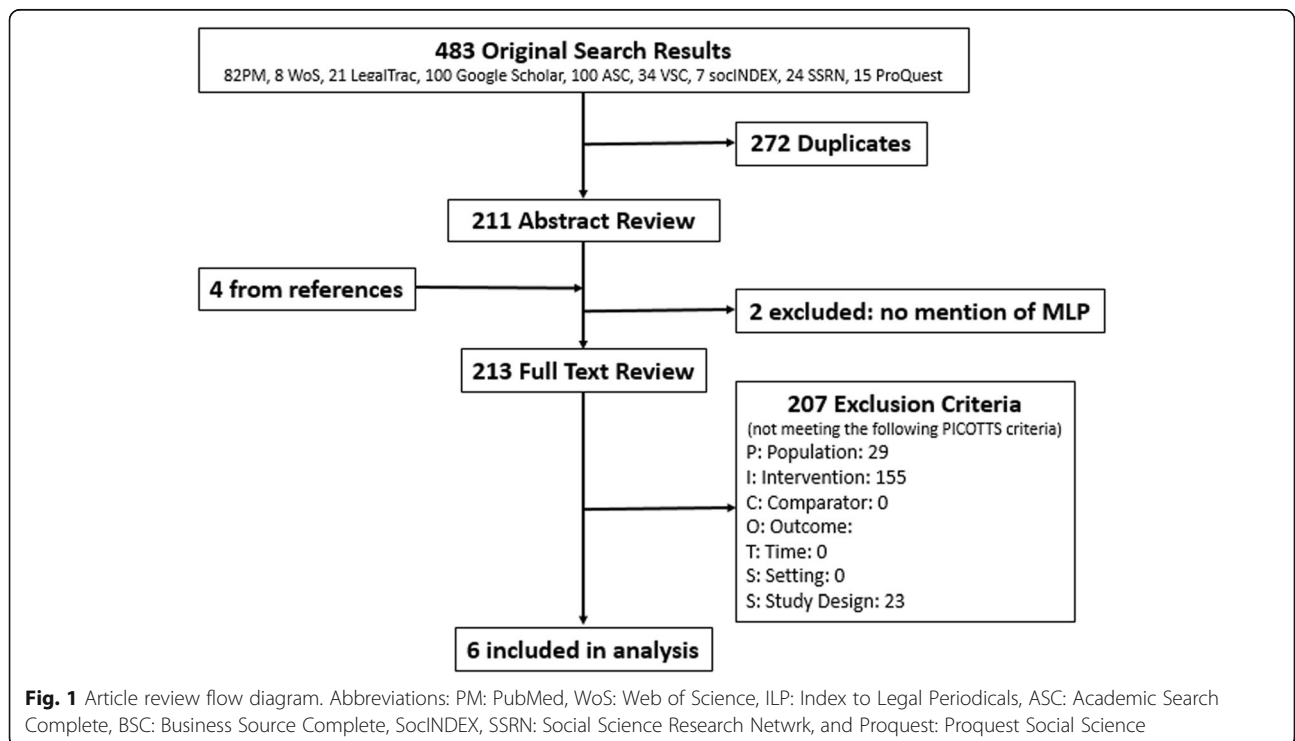 483 Original Search Results
82PM, 8 WoS, 21 LegalTrac, 100 Google Scholar, 100 ASC, 34 VSC, 7 socINDEX, 24 SSRN, 15 ProQuest
272 Duplicates
211 Abstract Review
4 from references
2 excluded: no mention of MLP
213 Full Text Review
207 Exclusion Criteria
(not meeting the following PICOTTS criteria)
P: Population: 29
I: Intervention: 155
C: Comparator: 0
O: Outcome:
T: Time: 0
S: Setting: 0
S: Study Design: 23
6 included in analysis
Fig. 1 Article review flow diagram. Abbreviations: PM: PubMed, WoS: Web of Science, ILP: Index to Legal Periodicals, ASC: Academic Search
Complete, BSC: Business Source Complete, SocINDEX, SSRN: Social Science Research Netwrk, and Proquest: Proquest Social Science